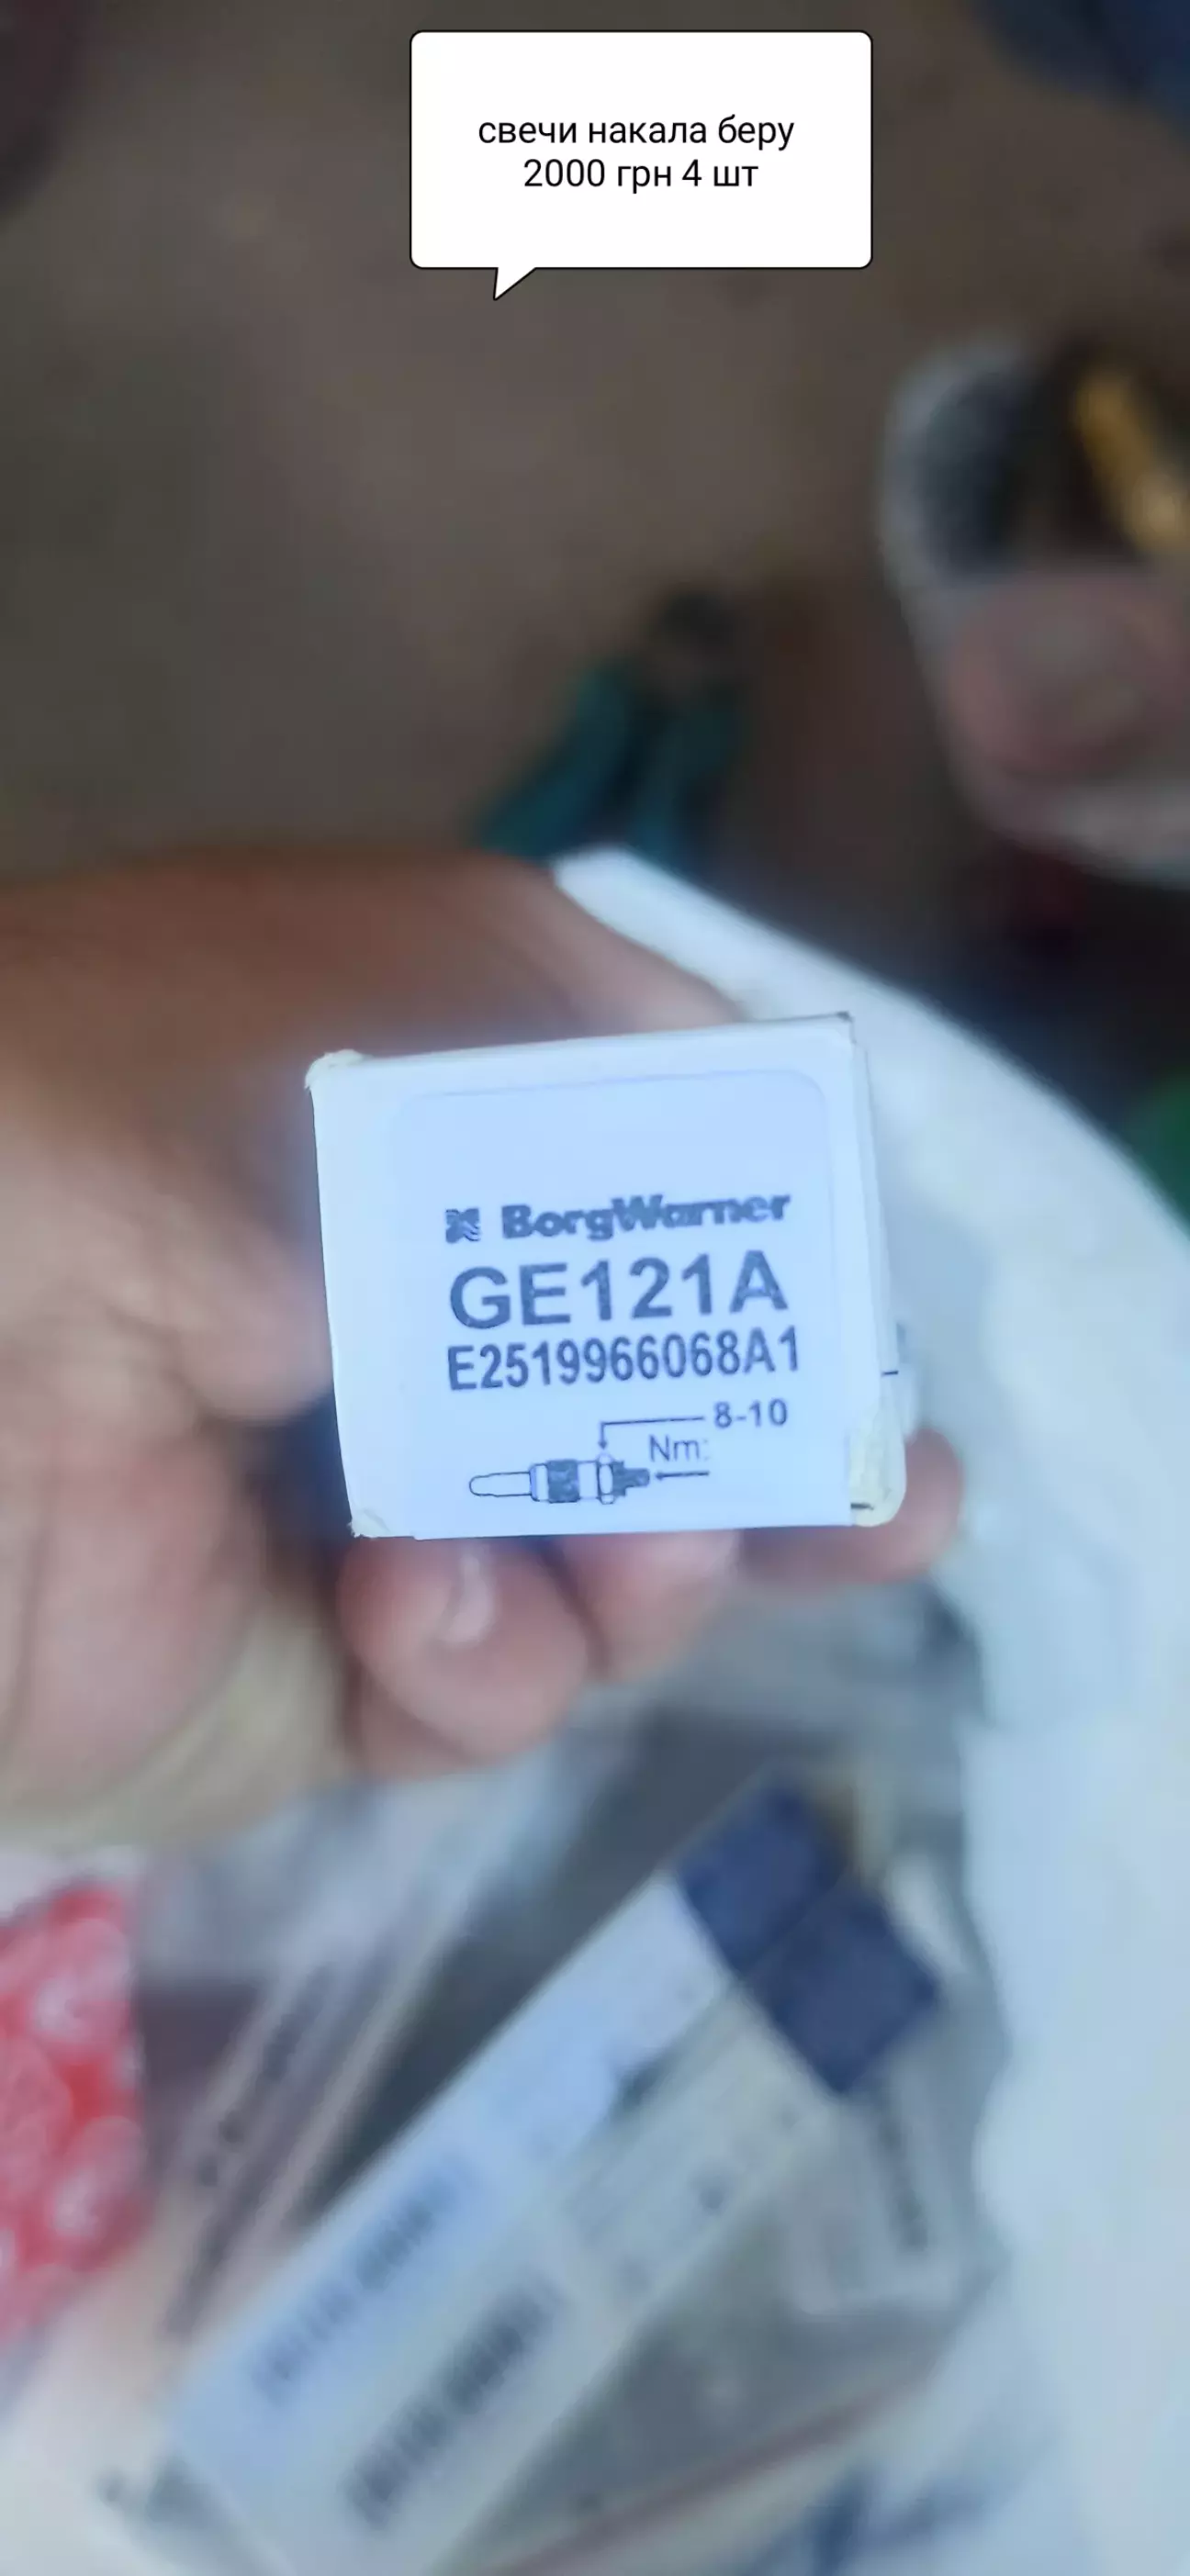 свечи накала беру
2000 грн 4 шт
BorgWarner
GE121A
E2519966068A1
8-10
Nm: